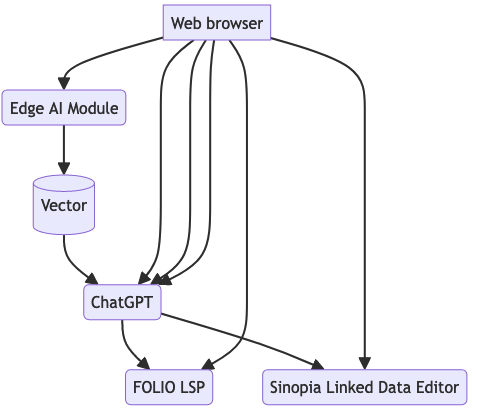 Web browser
Edge AI Module
Vector
ChatGPT
FOLIO LSP
Sinopia Linked Data Editor